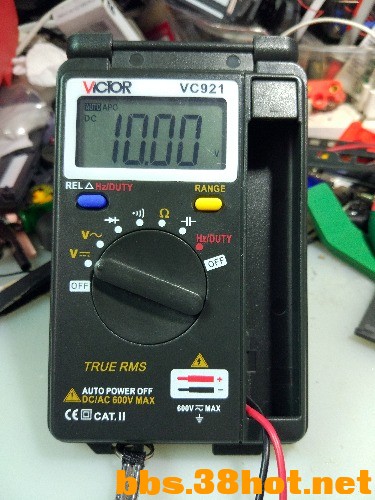 VICTOR VC921
AUTO APO
DC
10.00 V
REL △ Hz/DUTY RANGE
Ω
V~
Hz/DUTY
V⎓
OFF
OFF
TRUE RMS
AUTO POWER OFF
DC/AC 600V MAX
CE CAT. II
+
-
600V ≂ MAX
bbs.38hot.net